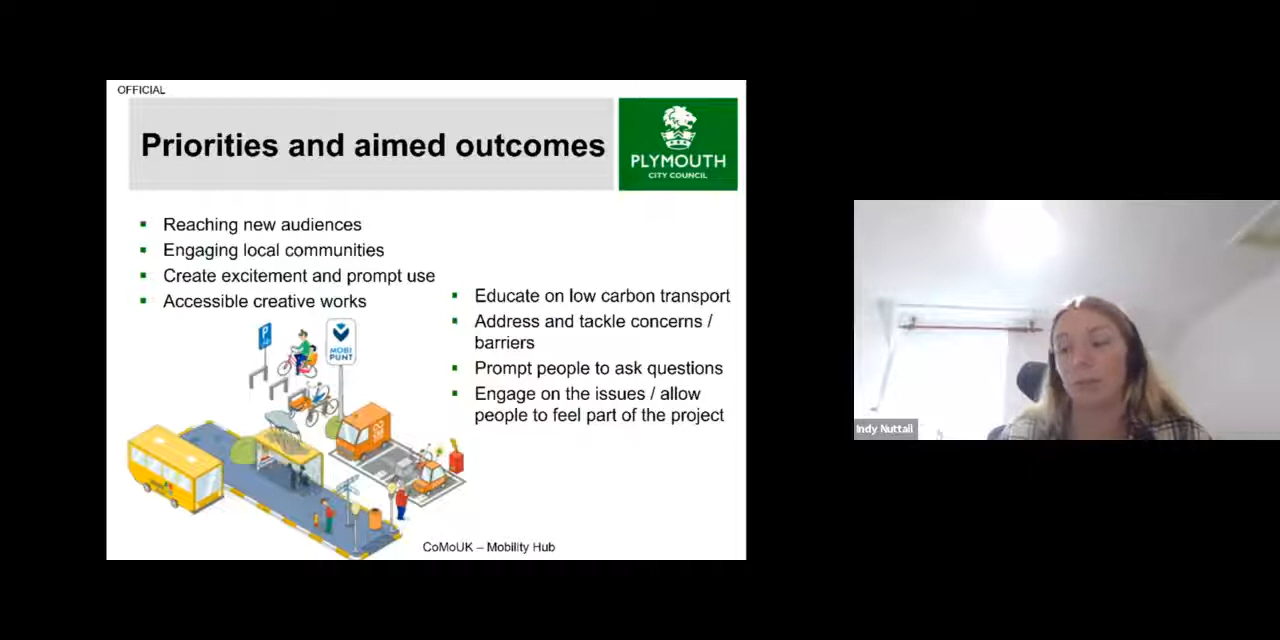 OFFICIAL
Priorities and aimed outcomes
PLYMOUTH
CITY COUNCIL
Reaching new audiences
Engaging local communities
Create excitement and prompt use
Accessible creative works
Educate on low carbon transport
Address and tackle concerns /
barriers
Prompt people to ask questions
Engage on the issues / allow
people to feel part of the project
P
MOBI
PUNT
CoMoUK – Mobility Hub
Indy Nuttall